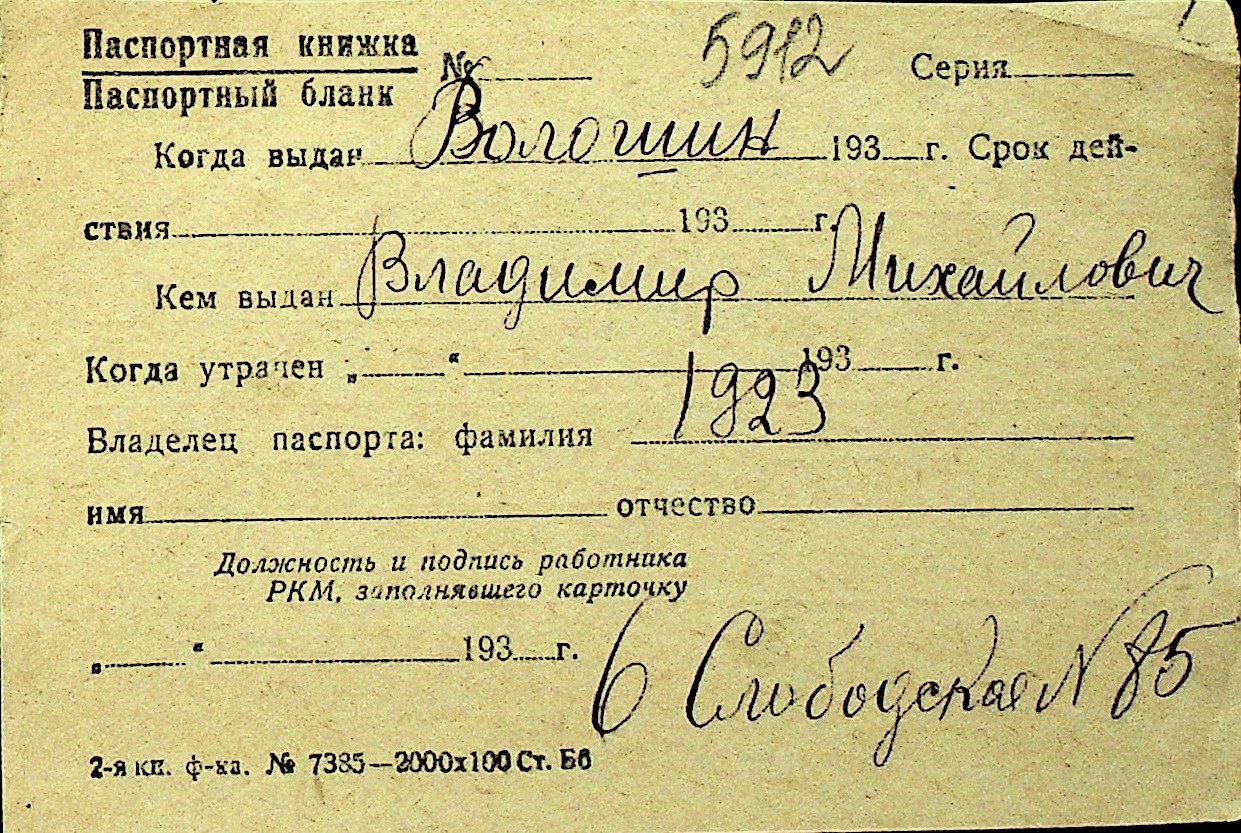 Паспортная книжка
Паспортный бланк № 5912 Серия
Когда выдан Волошин 193 г. Срок дей-
ствия 193 г.
Кем выдан Владимир Михайлович
Когда утрачен „ “ 193 г.
Владелец паспорта: фамилия 1923
имя отчество
Должность и подпись работника
РКМ, заполнявшего карточку
„ “ 193 г.
6 Слободская N 85
2-я кн. ф-ка. № 7385—2000х100 Ст. Бв